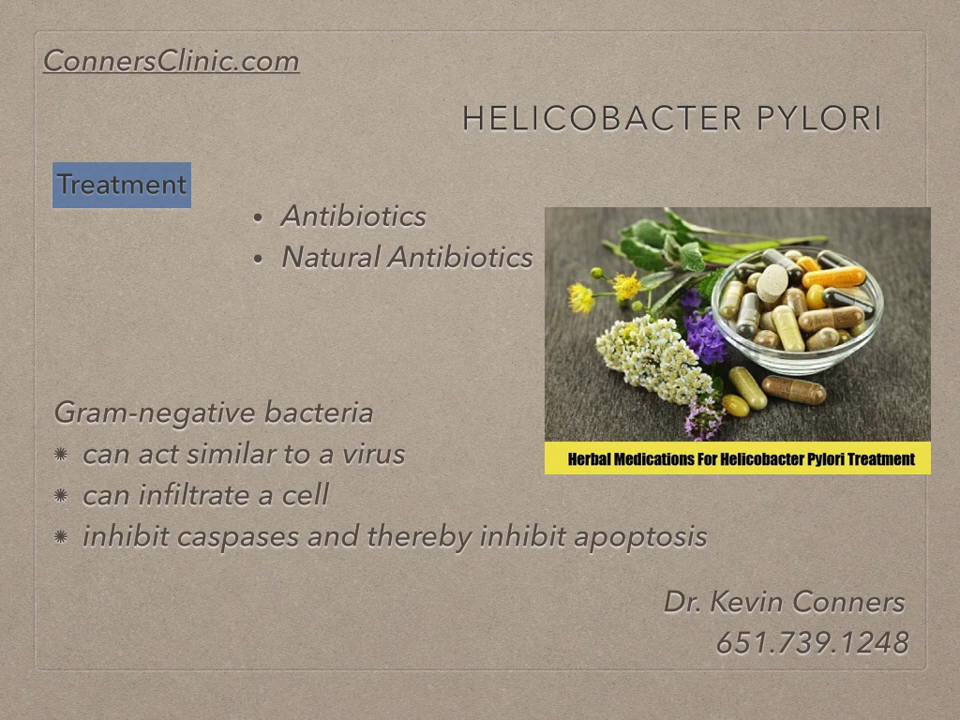 ConnersClinic.com
HELICOBACTER PYLORI
Treatment
• Antibiotics
• Natural Antibiotics
Herbal Medications For Helicobacter Pylori Treatment
Gram-negative bacteria
✹ can act similar to a virus
✹ can infiltrate a cell
✹ inhibit caspases and thereby inhibit apoptosis
Dr. Kevin Conners
651.739.1248